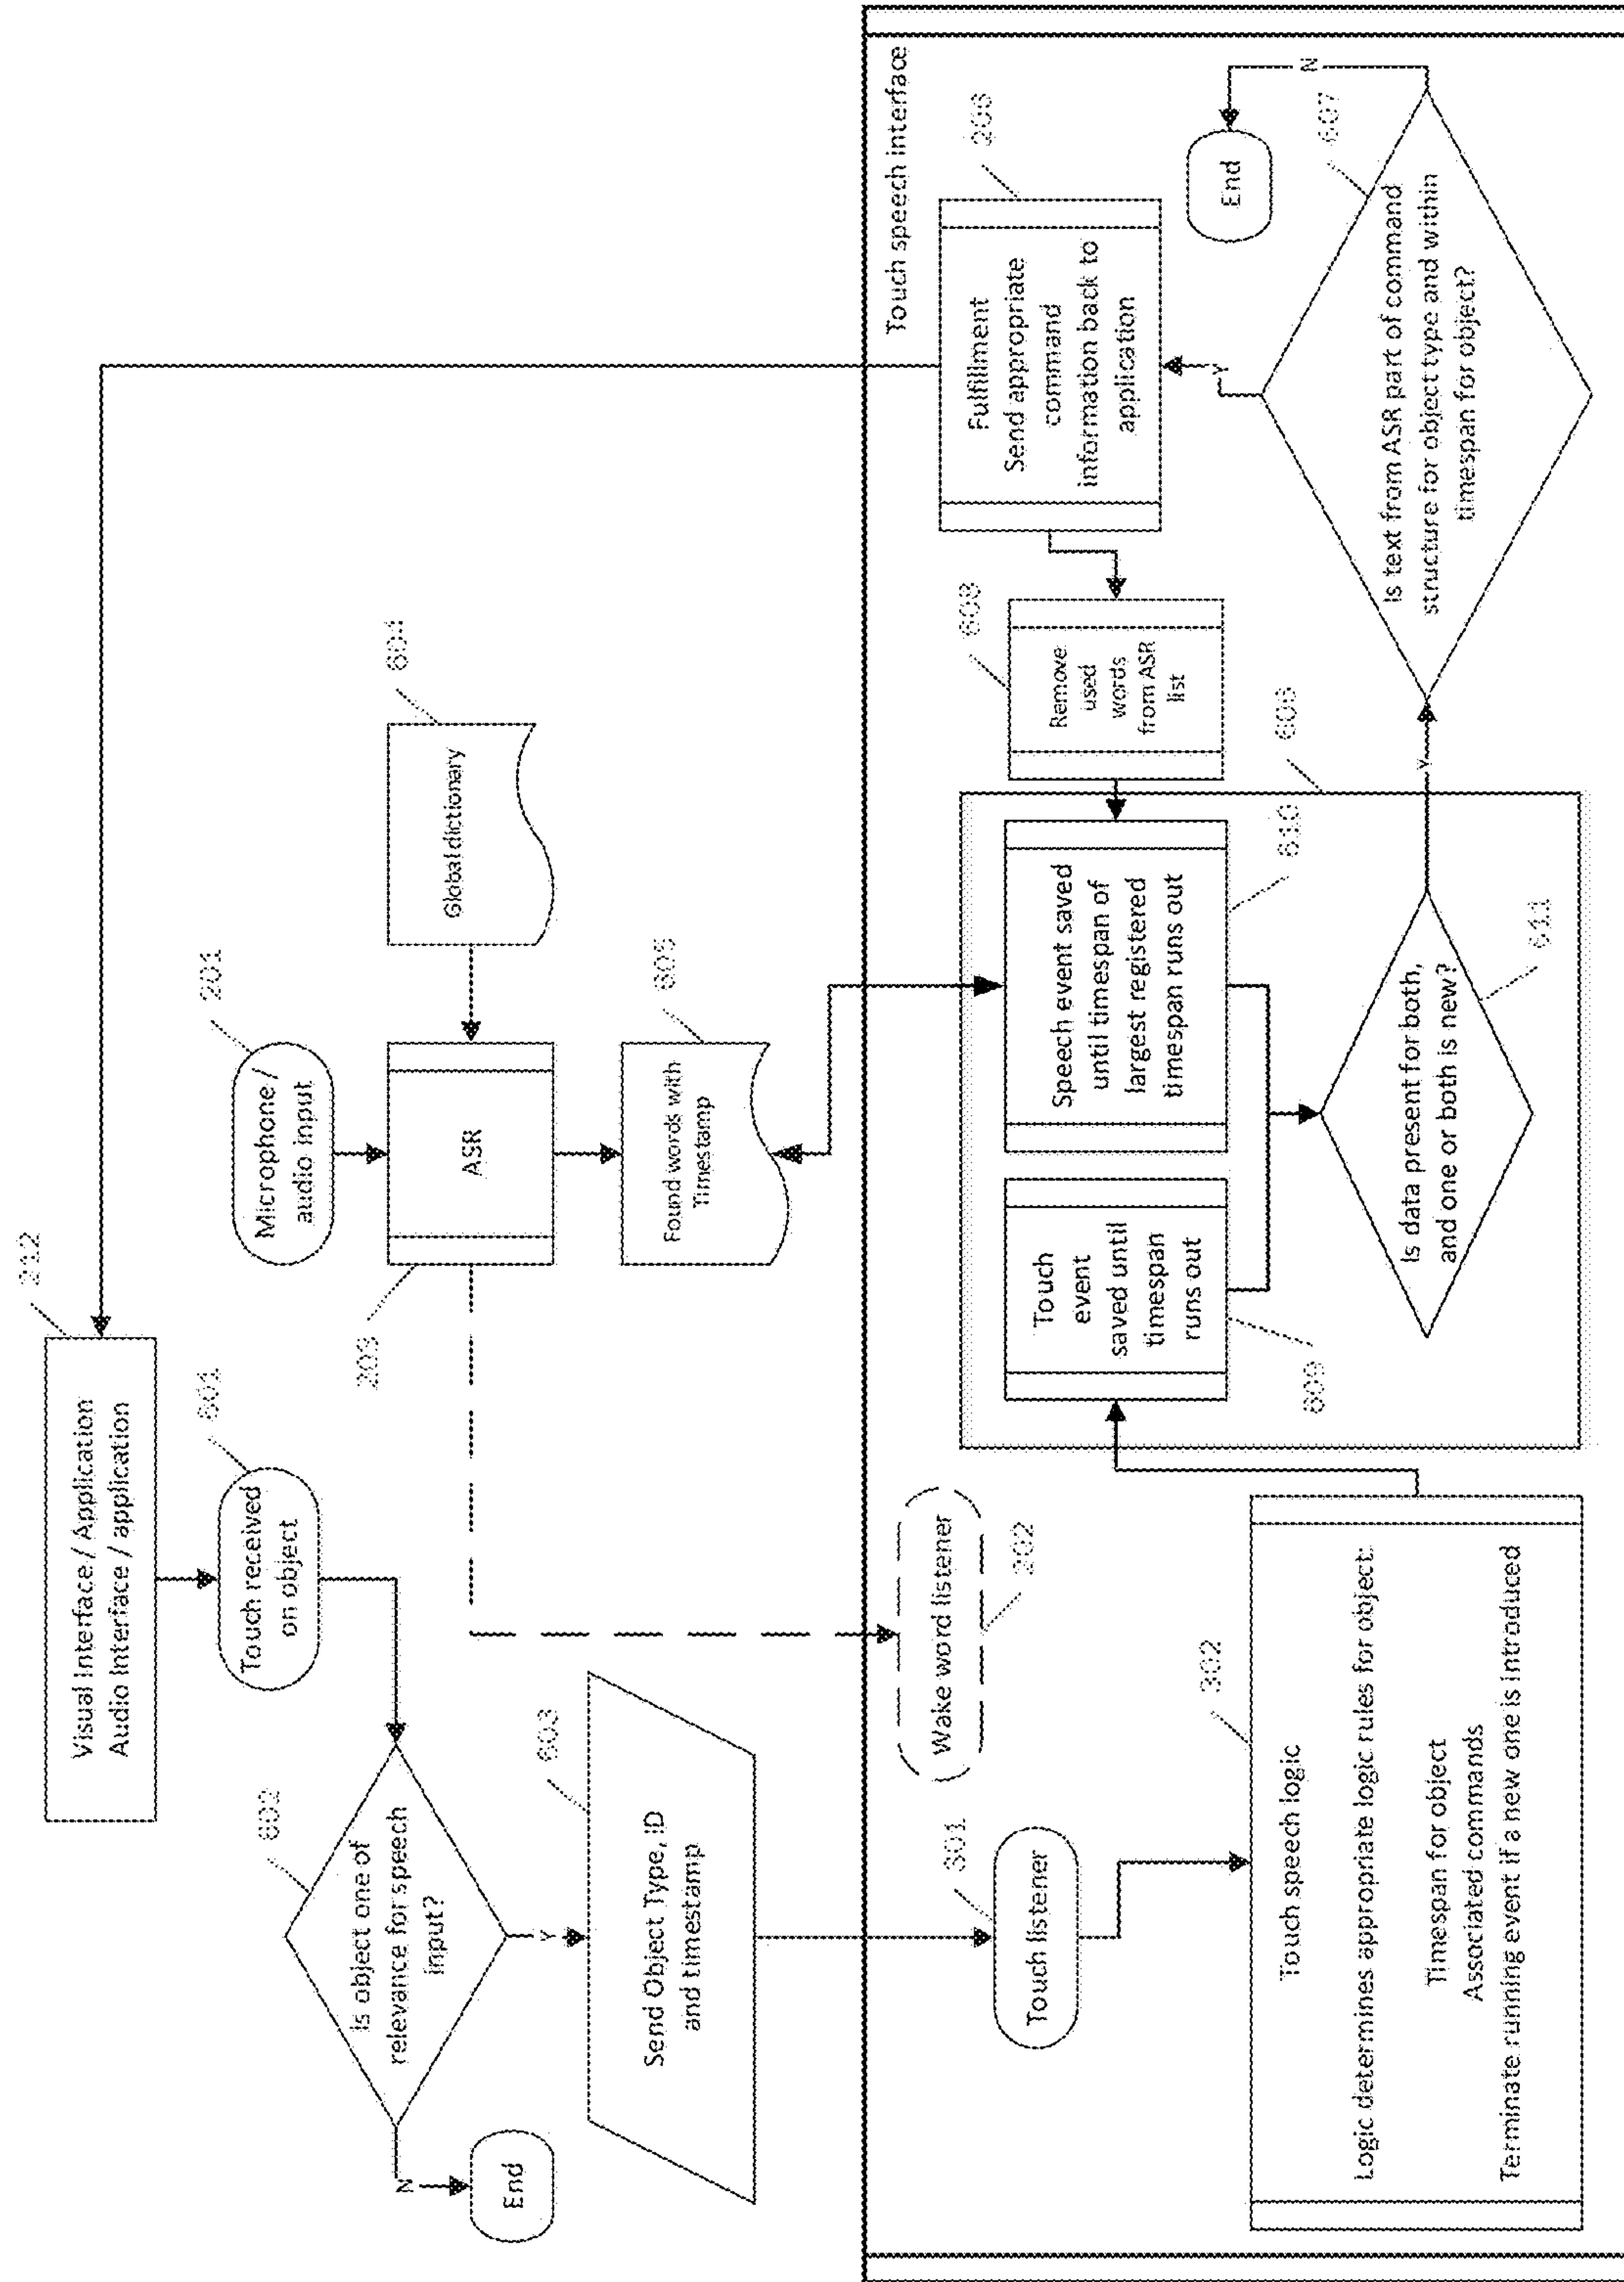 212
Visual Interface / Application
Audio Interface / application
601
Touch received
on object
602
Is object one of
relevance for speech
input?
N
End
Y
603
Send Object Type, ID
and timestamp
201
Microphone /
audio input
203
ASR
604
Global dictionary
605
Found words with
Timestamp
Touch speech interface
Wake word listener
202
301
Touch listener
302
Touch speech logic
Logic determines appropriate logic rules for object:
Timespan for object
Associated commands
Terminate running event if a new one is introduced
606
Touch
event
saved until
timespan
runs out
609
Speech event saved
until timespan of
largest registered
timespan runs out
610
Is data present for both,
and one or both is new?
611
Y
608
Remove
used
words
from ASR
list
206
Fulfillment
Send appropriate
command
information back to
application
Y
607
Is text from ASR part of command
structure for object type and within
timespan for object?
N
End